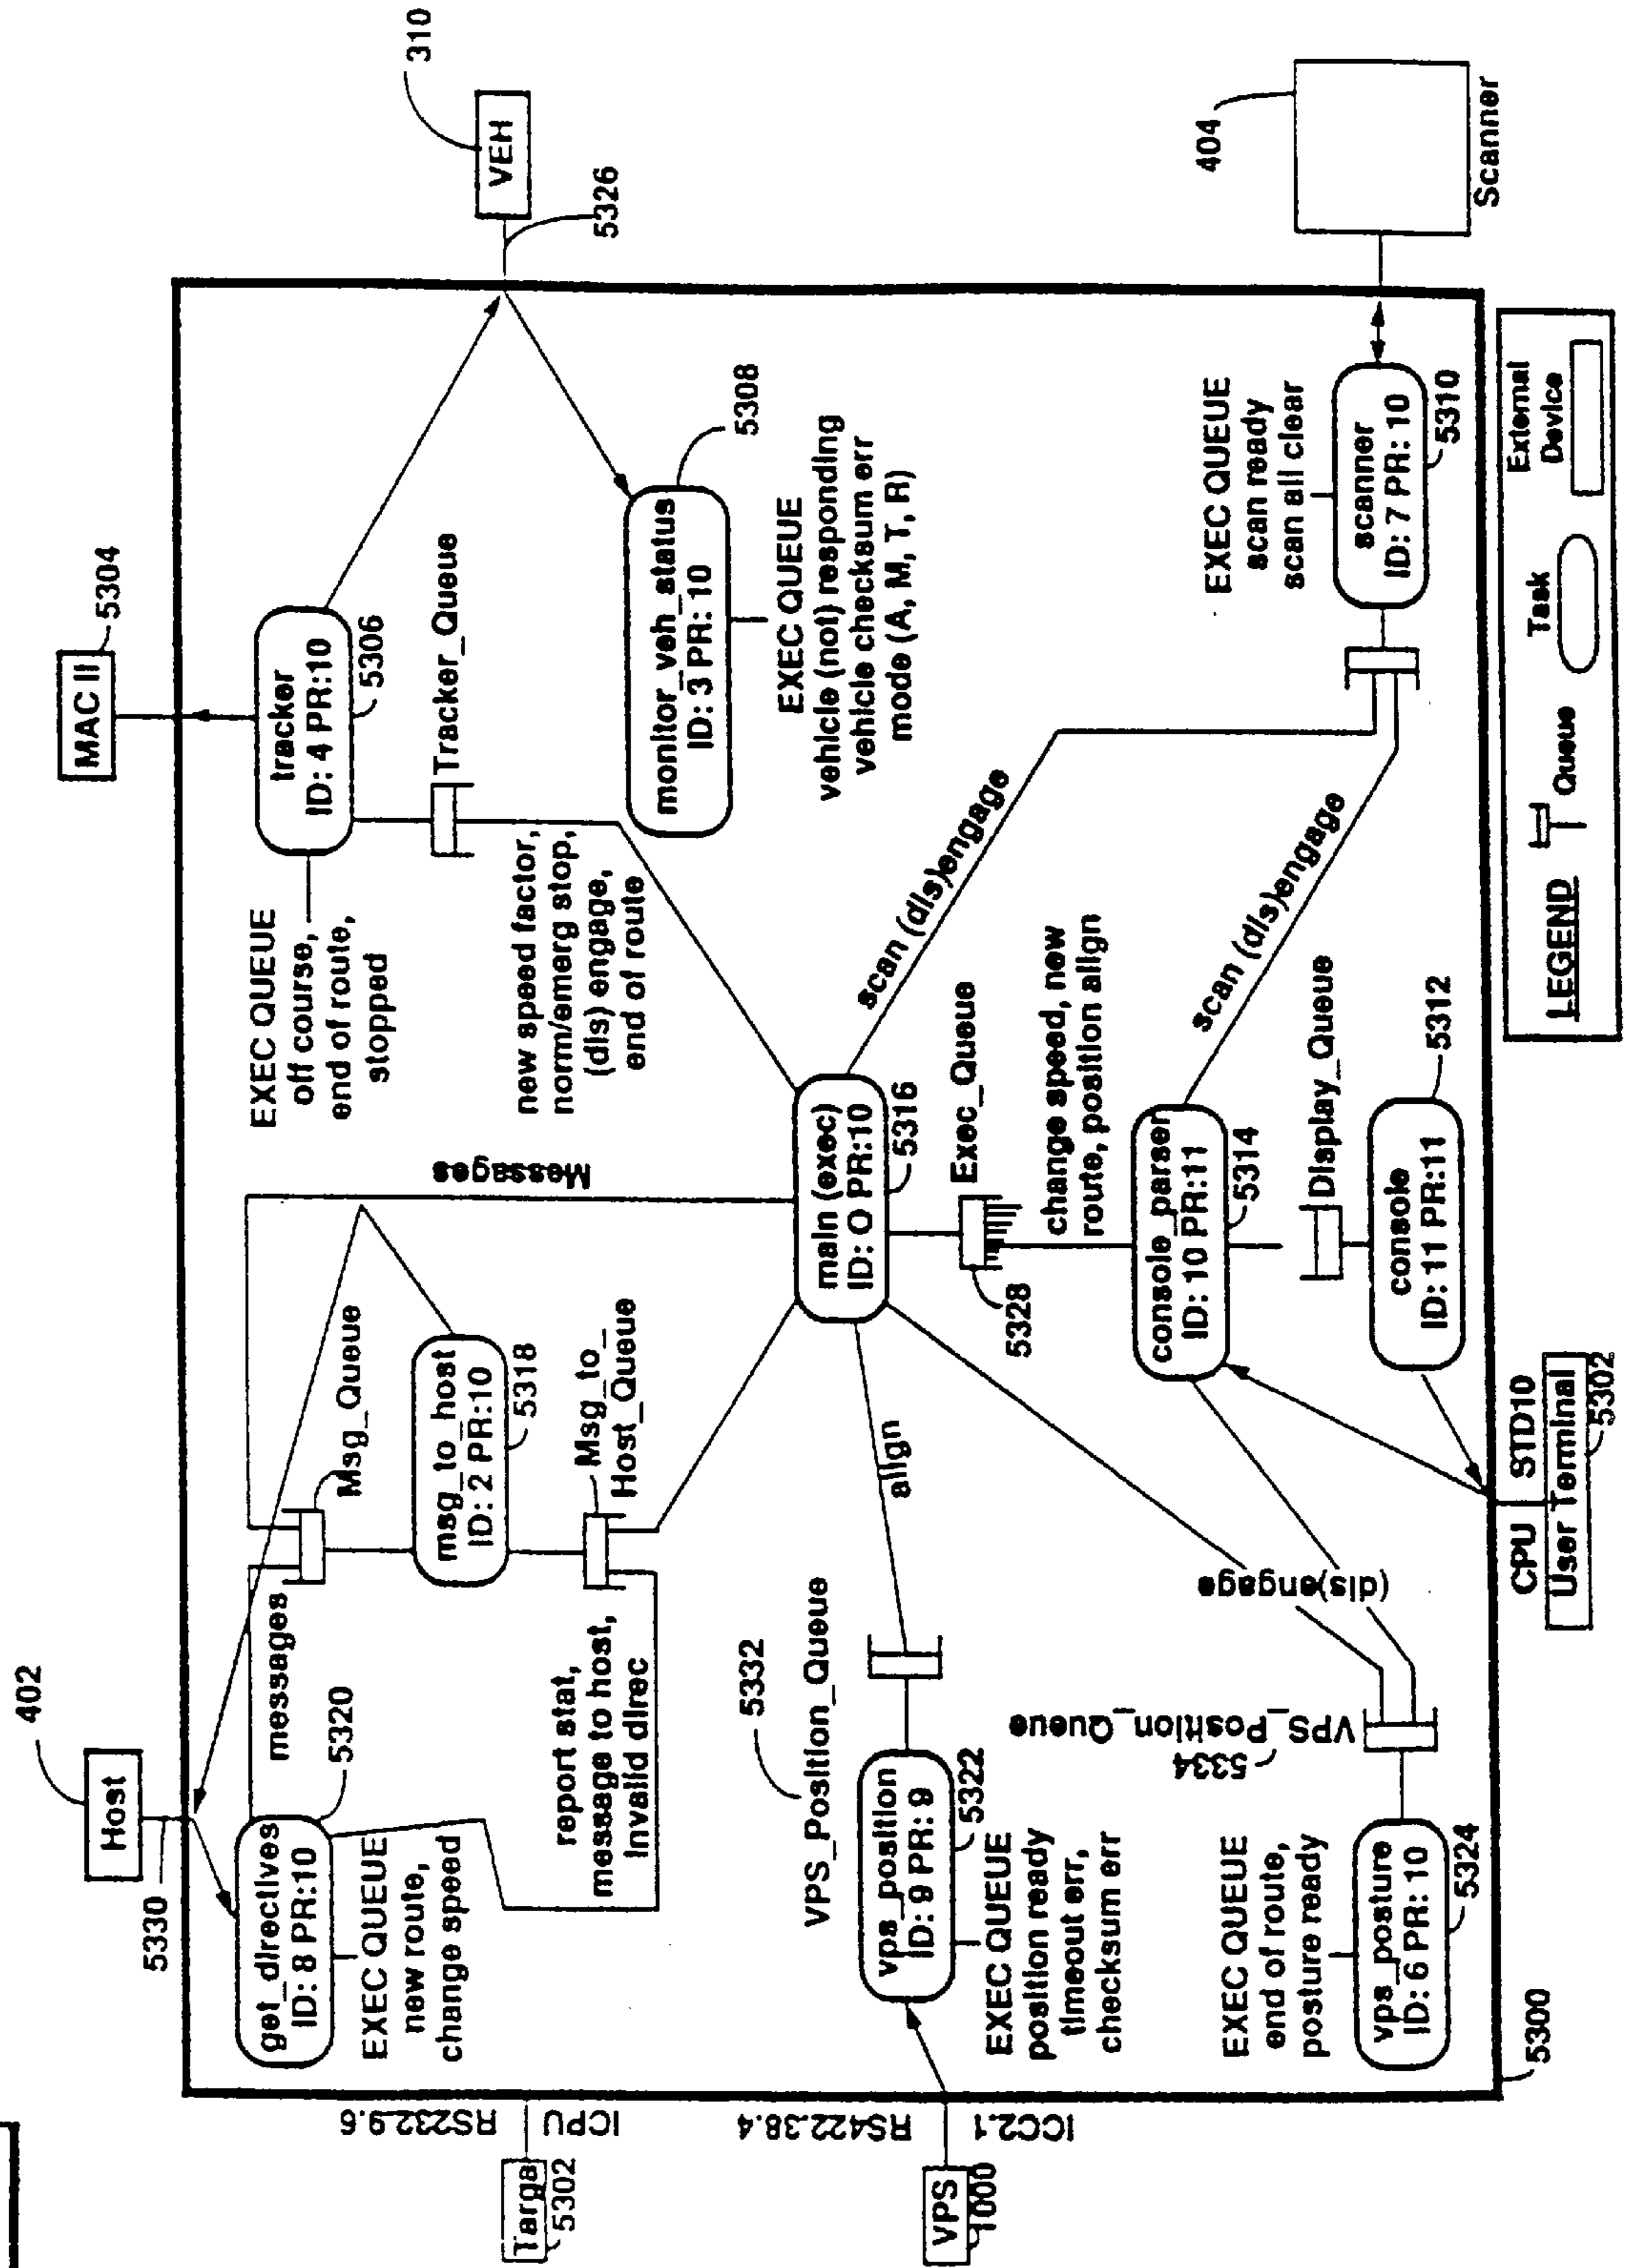 402
Host
5330
MAC II
5304
310
VEH
5326
get_directives
ID: 8 PR:10
5320
EXEC QUEUE
new route,
change speed
messages
Msg_Queue
msg_to_host
ID: 2 PR:10
5318
Msg_to_
Host_Queue
report stat,
message to host,
invalid direc
Messages
EXEC QUEUE
off course,
end of route,
stopped
tracker
ID: 4 PR:10
5306
Tracker_Queue
new speed factor,
norm/emerg stop,
(dis) engage,
end of route
monitor_veh_status
ID: 3 PR: 10
5308
EXEC QUEUE
vehicle (not) responding
vehicle checksum err
mode (A, M, T, R)
Targa
5302
RS232.9.6
ICPU
VPS
1000
RS422.38.4
ICC2.1
5332
VPS_Position_Queue
vps_position
ID: 9 PR: 9
5322
EXEC QUEUE
position ready
timeout err,
checksum err
align
main (exec)
ID: O PR:10
5316
Exec_Queue
5328
change speed, new
route, position align
scan (dis)engage
scan (dis)engage
404
Scanner
EXEC QUEUE
scan ready
scan all clear
scanner
ID: 7 PR: 10
5310
EXEC QUEUE
end of route,
posture ready
vps_posture
ID: 6 PR: 10
5324
VPS_Position_Queue
5334
(dis)engage
console_parser
ID: 10 PR:11
5314
Display_Queue
console
ID: 11 PR:11
5312
5300
CPU STD10
User Terminal
5302
LEGEND
Queue
Task
External
Device